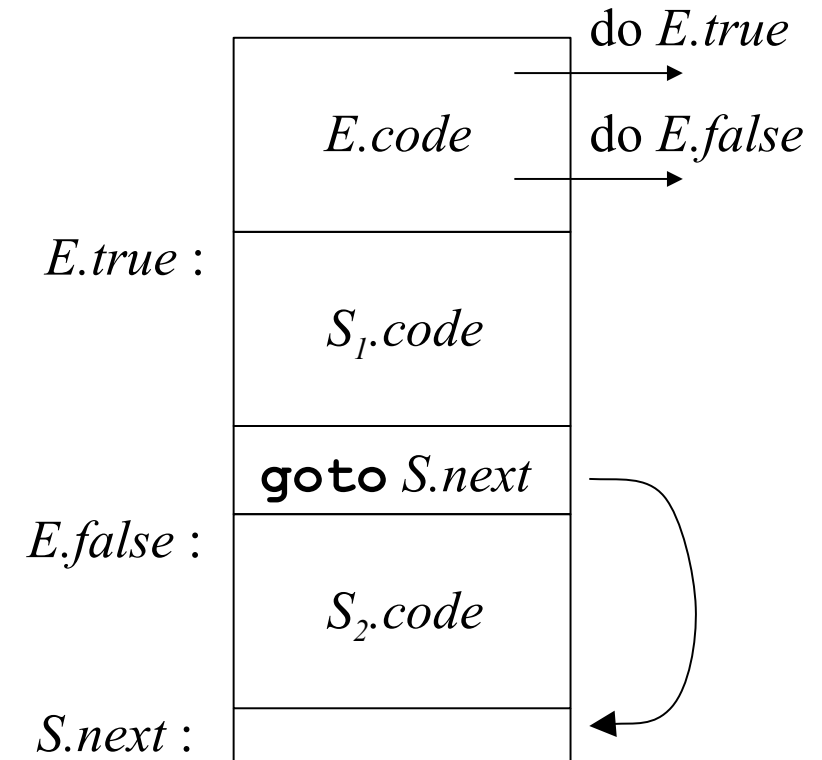 do E.true
E.code
do E.false
E.true :
S1.code
goto S.next
E.false :
S2.code
S.next :